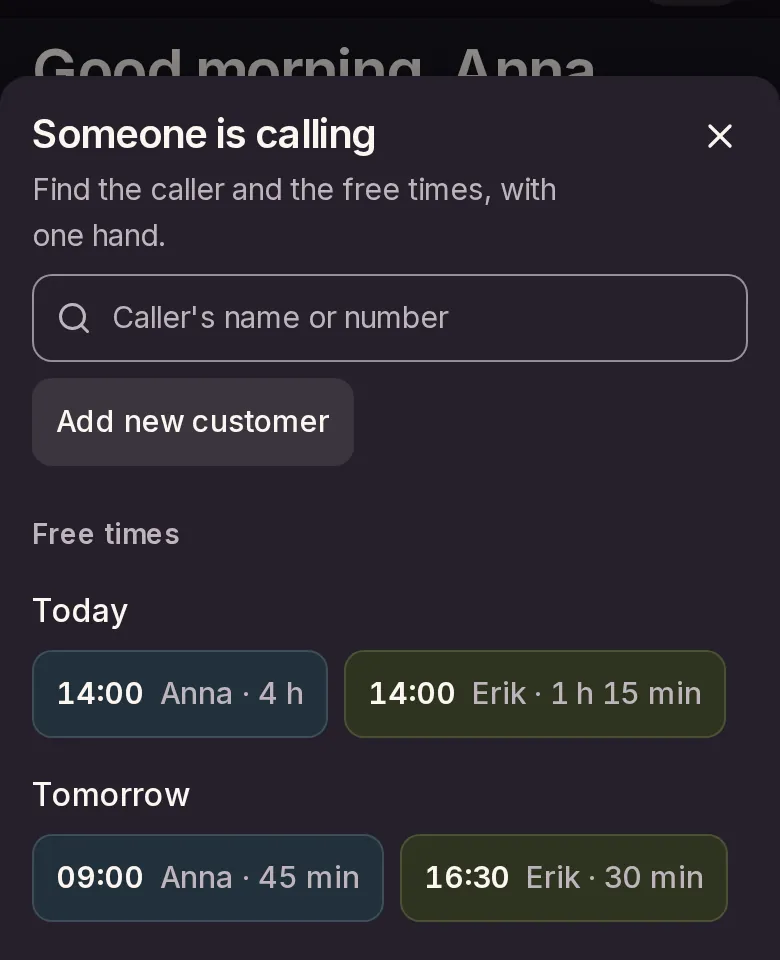 Good morning, Anna
Someone is calling
Find the caller and the free times, with
one hand.
Caller's name or number
Add new customer
Free times
Today
14:00 Anna · 4 h
14:00 Erik · 1 h 15 min
Tomorrow
09:00 Anna · 45 min
16:30 Erik · 30 min